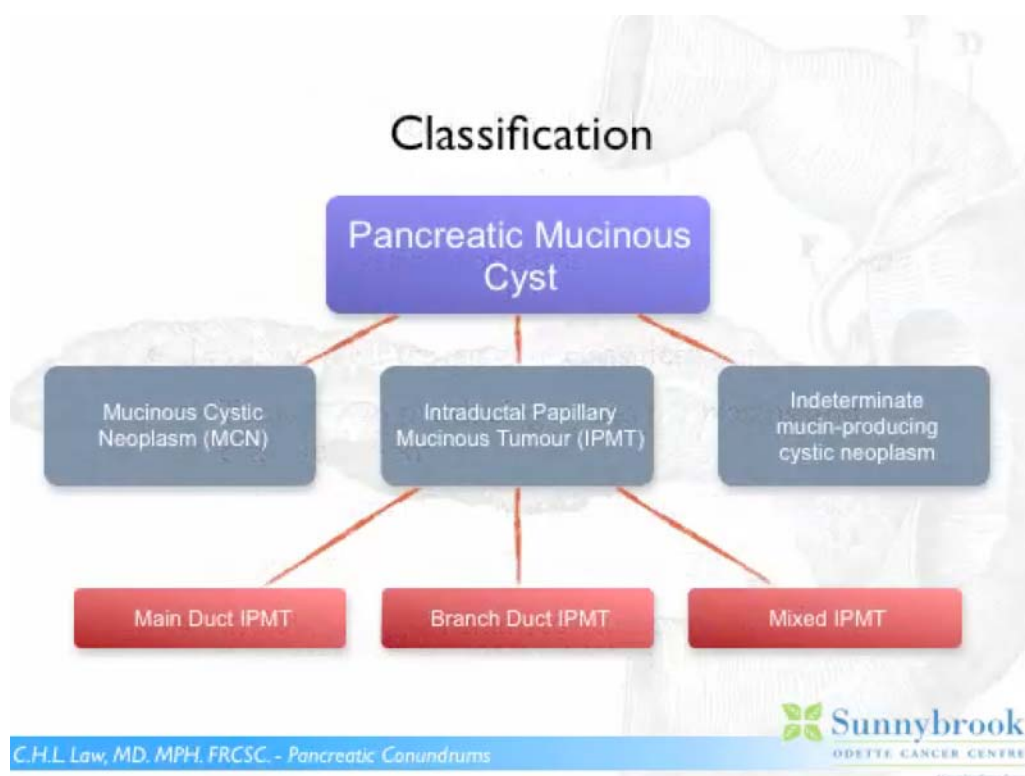 Classification
Pancreatic Mucinous
Cyst
Mucinous Cystic
Neoplasm (MCN)
Intraductal Papillary
Mucinous Tumour (IPMT)
Indeterminate
mucin-producing
cystic neoplasm
Main Duct IPMT
Branch Duct IPMT
Mixed IPMT
Sunnybrook
ODETTE CANCER CENTRE
C.H.L. Law, MD. MPH. FRCSC. - Pancreatic Conundrums